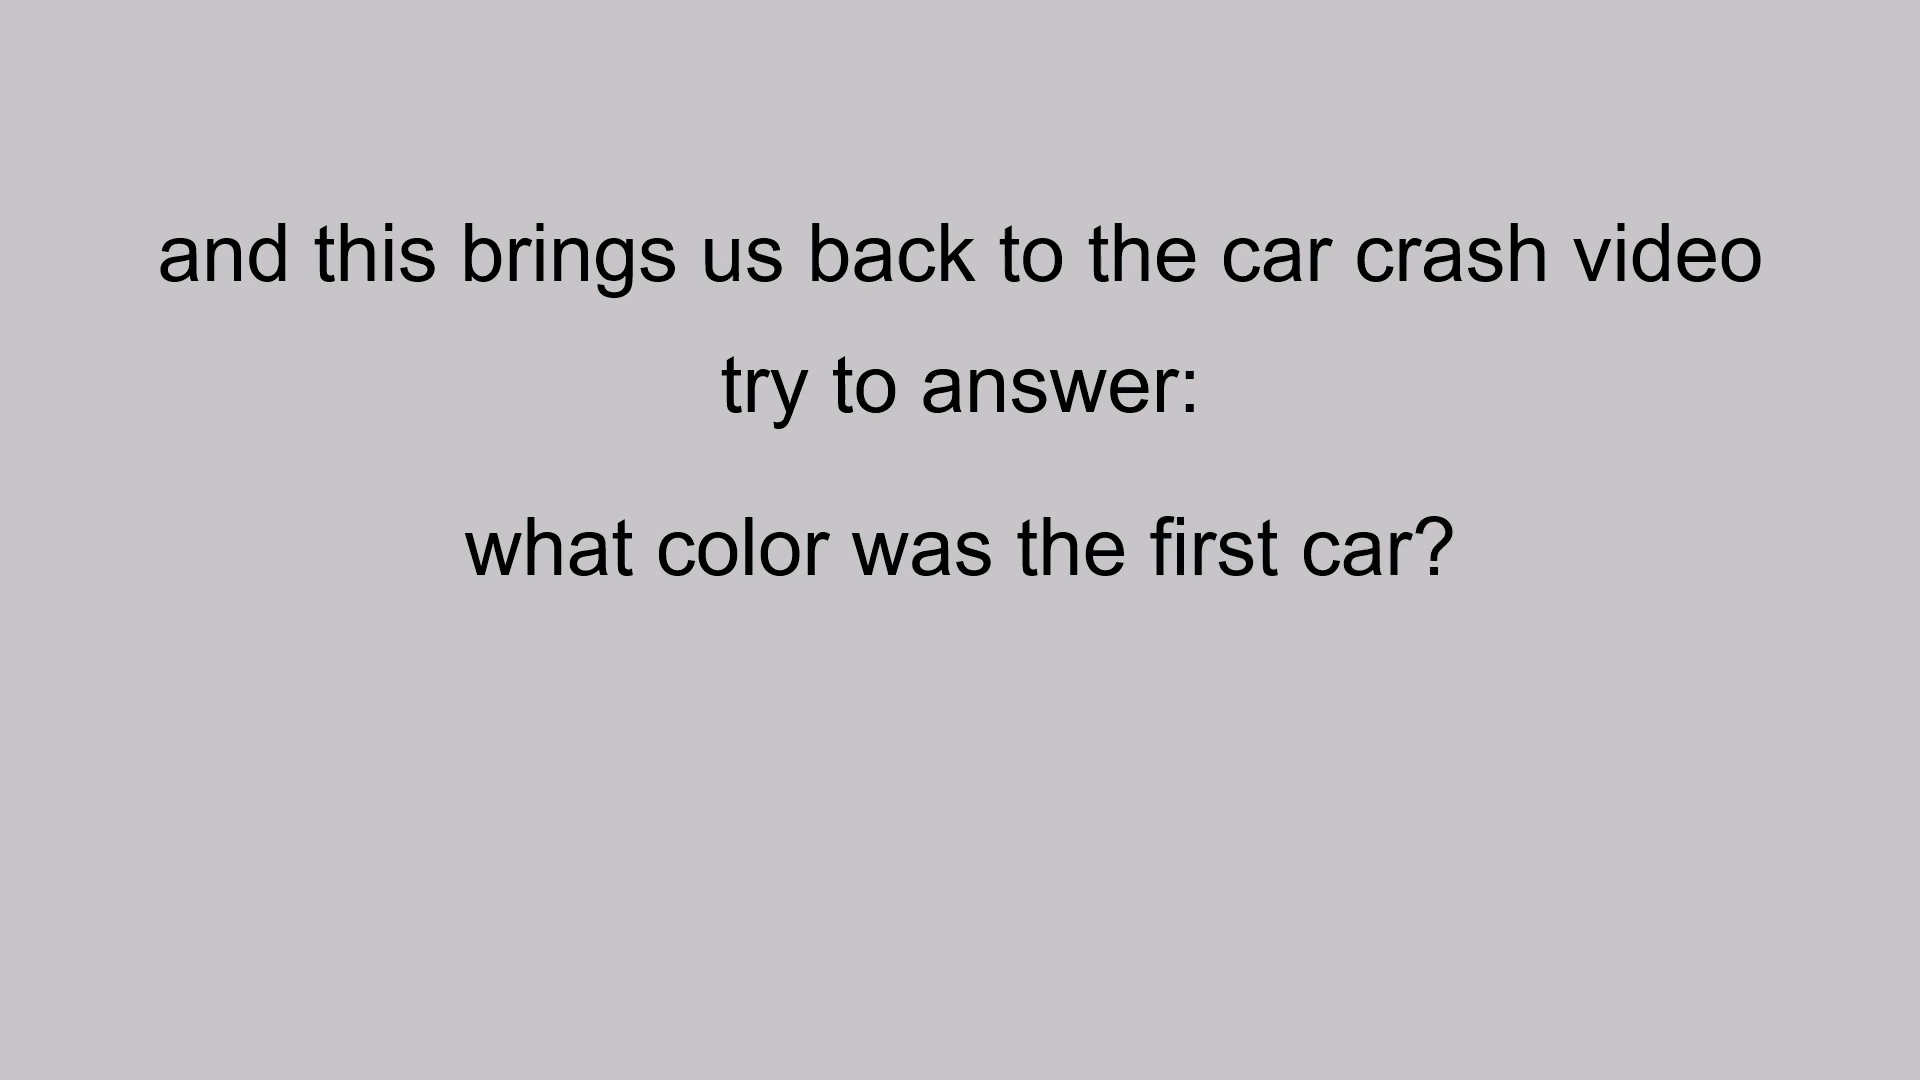 and this brings us back to the car crash video
try to answer:
what color was the first car?